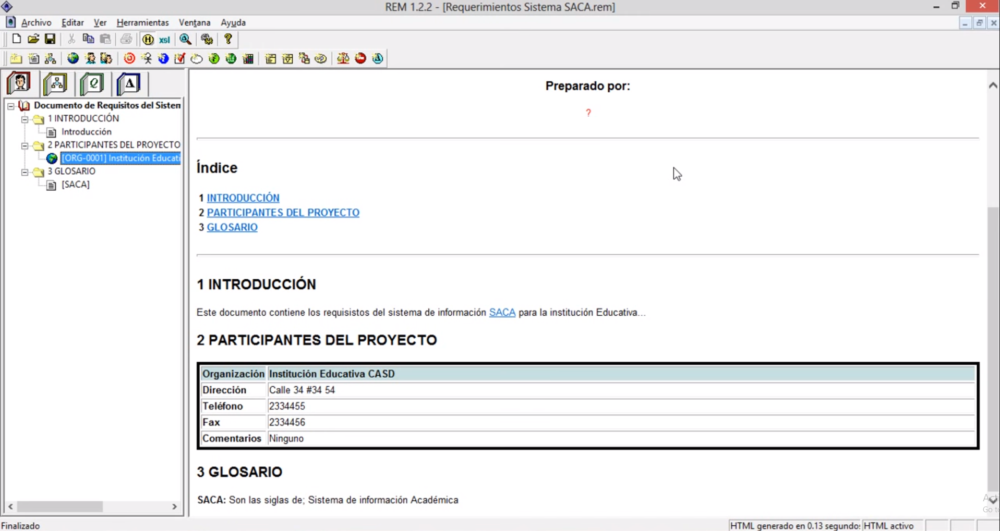 REM 1.2.2 - [Requerimientos Sistema SACA.rem]
Archivo Editar Ver Herramientas Ventana Ayuda
xsl
Documento de Requisitos del Sistem
1 INTRODUCCIÓN
Introducción
2 PARTICIPANTES DEL PROYECTO
[ORG-0001] Institución Educati
3 GLOSARIO
[SACA]
Preparado por:
?
Índice
1 INTRODUCCIÓN
2 PARTICIPANTES DEL PROYECTO
3 GLOSARIO
1 INTRODUCCIÓN
Este documento contiene los requisistos del sistema de información SACA para la institución Educativa...
2 PARTICIPANTES DEL PROYECTO
Organización Institución Educativa CASD
Dirección Calle 34 #34 54
Teléfono 2334455
Fax 2334456
Comentarios Ninguno
3 GLOSARIO
SACA: Son las siglas de; Sistema de información Académica
Go to
Finalizado HTML generado en 0.13 segundo: HTML activo